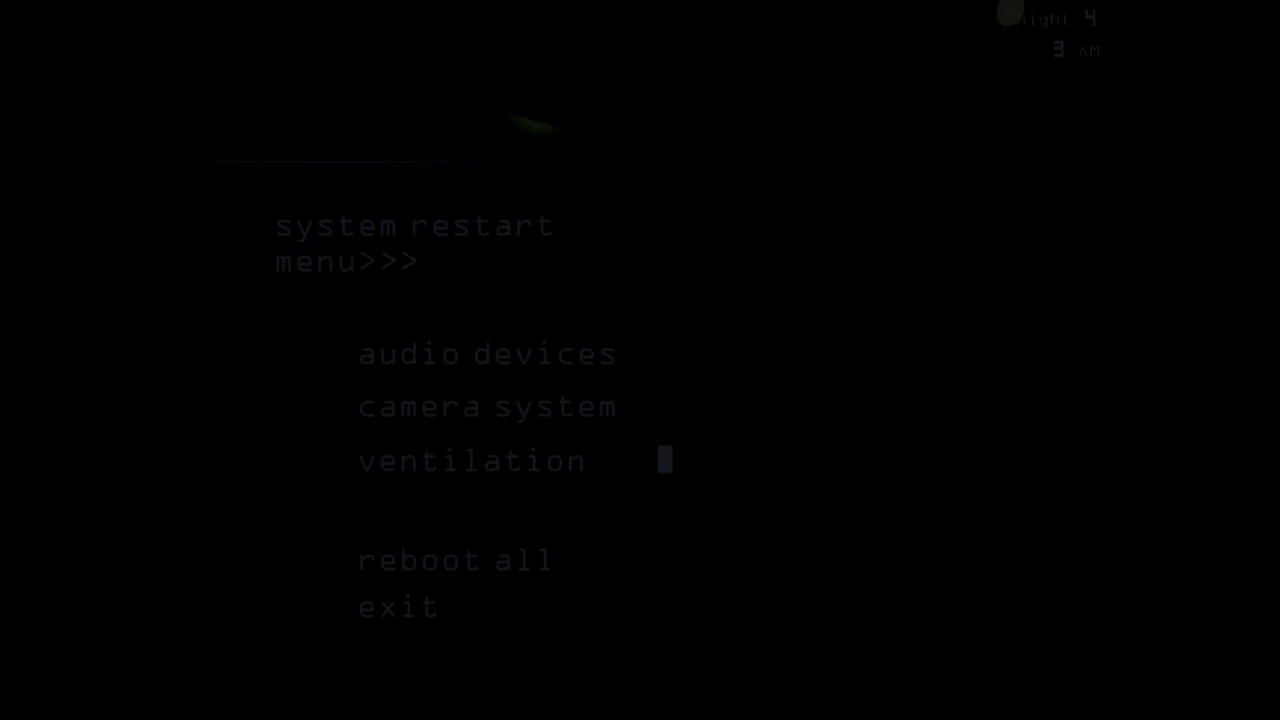 night 4
3 AM
system restart
menu>>>
audio devices
camera system
ventilation
reboot all
exit